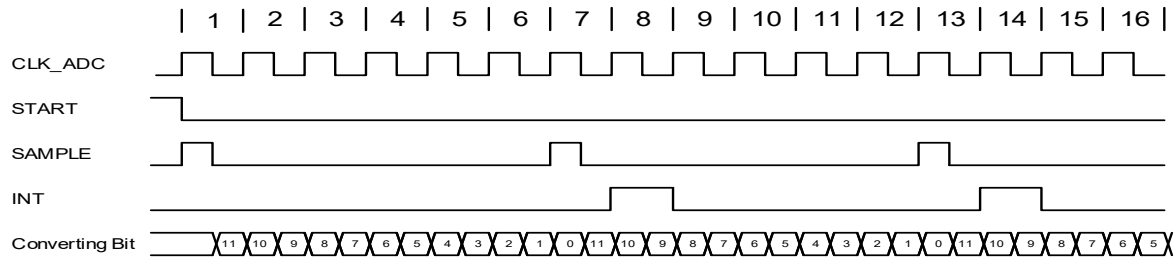 | 1 | 2 | 3 | 4 | 5 | 6 | 7 | 8 | 9 | 10 | 11 | 12 | 13 | 14 | 15 | 16 |
CLK_ADC
START
SAMPLE
INT
Converting Bit 11 10 9 8 7 6 5 4 3 2 1 0 11 10 9 8 7 6 5 4 3 2 1 0 11 10 9 8 7 6 5